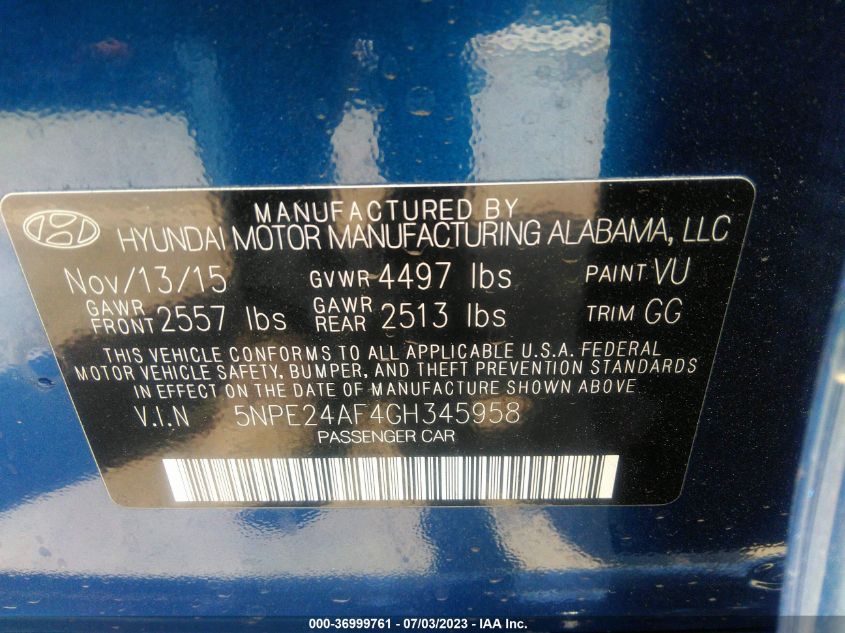 MANUFACTURED BY
HYUNDAI MOTOR MANUFACTURING ALABAMA, LLC
Nov/13/15 GVWR 4497 lbs PAINT VU
GAWR FRONT 2557 lbs GAWR REAR 2513 lbs TRIM GG
THIS VEHICLE CONFORMS TO ALL APPLICABLE U.S.A. FEDERAL
MOTOR VEHICLE SAFETY, BUMPER, AND THEFT PREVENTION STANDARDS
IN EFFECT ON THE DATE OF MANUFACTURE SHOWN ABOVE
V.I.N 5NPE24AF4GH345958
PASSENGER CAR
000-36999761 - 07/03/2023 - IAA Inc.